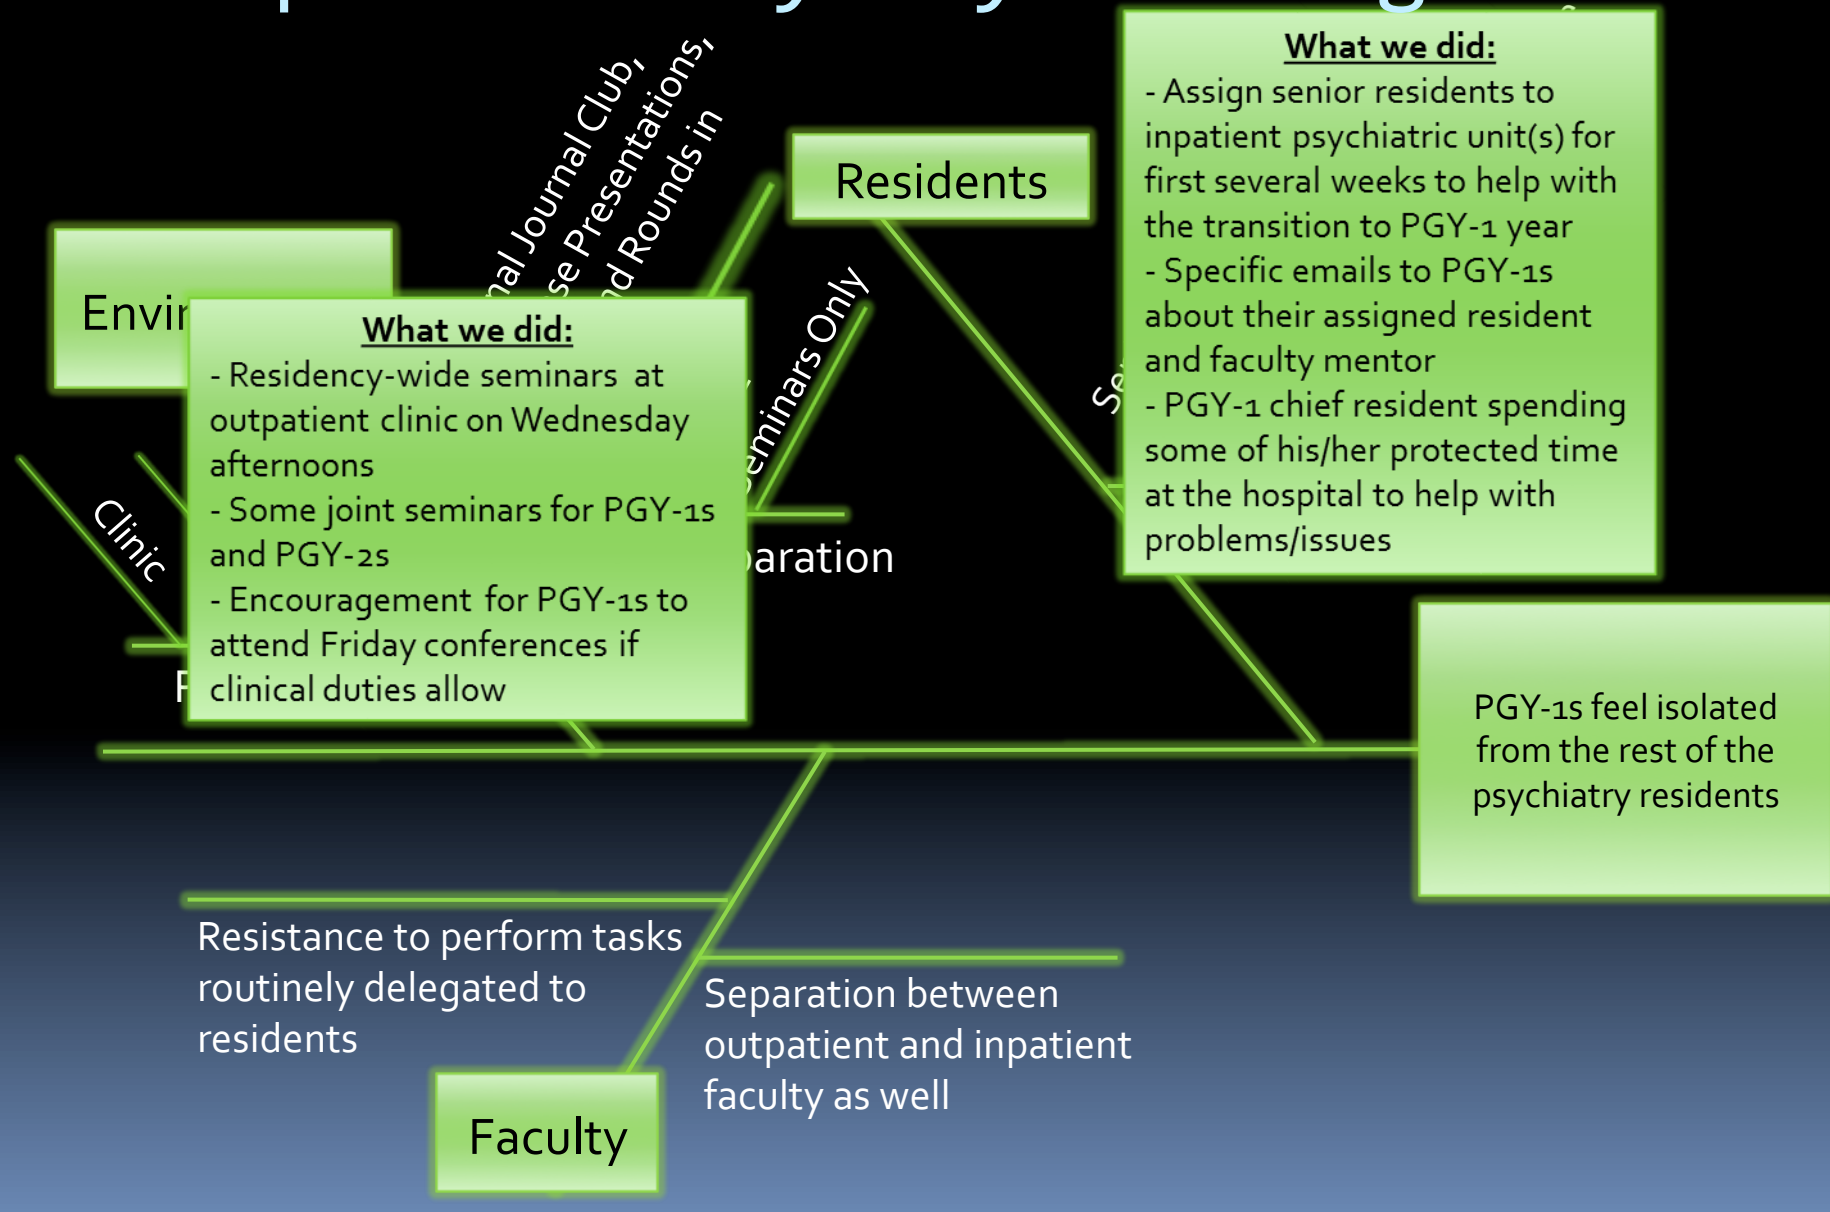 Journal Club,
Presentations,
Rounds in
Residents
What we did:
- Assign senior residents to
inpatient psychiatric unit(s) for
first several weeks to help with
the transition to PGY-1 year
- Specific emails to PGY-1s
about their assigned resident
and faculty mentor
- PGY-1 chief resident spending
some of his/her protected time
at the hospital to help with
problems/issues
Only
What we did:
- Residency-wide seminars at
outpatient clinic on Wednesday
afternoons
- Some joint seminars for PGY-1s
and PGY-2s
- Encouragement for PGY-1s to
attend Friday conferences if
clinical duties allow
Clinic
PGY-1s feel isolated
from the rest of the
psychiatry residents
Resistance to perform tasks
routinely delegated to
residents
Separation between
outpatient and inpatient
faculty as well
Faculty